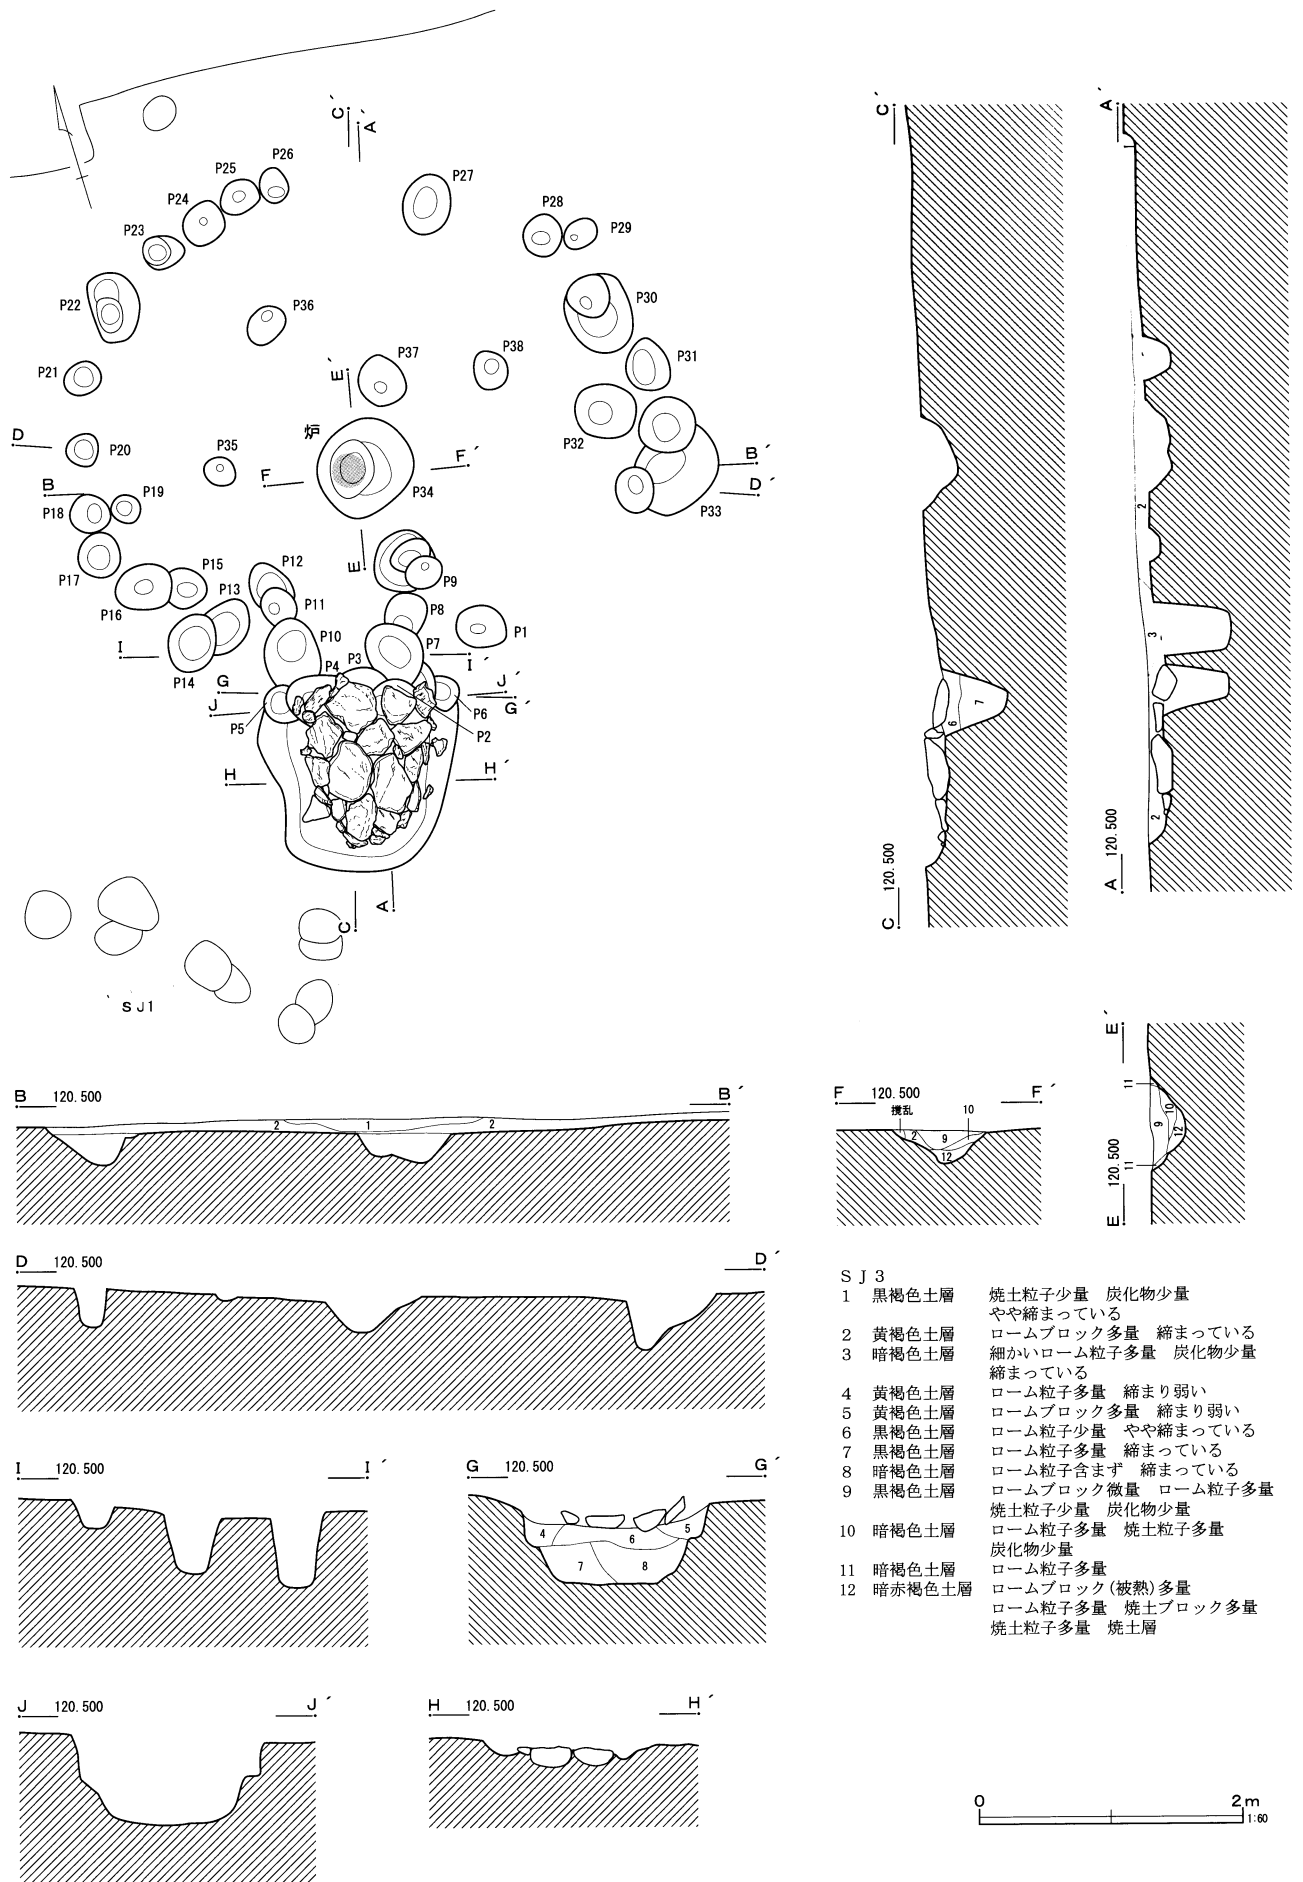 C´
A´
P26
P25
P24
P27
P28
P29
P23
P22
P30
P36
P38
P37
P31
P21
E´
D
炉
P20
P35
P32
F´
B´
F
D´
B
P19
P34
P18
P33
P17
E
P15
P12
P9
P13
P16
P11
P8
P10
P7
P1
I
P14
P4
P3
I´
G
J´
J
G´
P5
P6
P2
H
H´
C
A
SJ1
C´
A´
2
3
6
7
2
C 120.500
A 120.500
B 120.500
B´
2
1
2
F 120.500
F´
撹乱
10
2
9
12
E´
11
10
9
12
11
E 120.500
D 120.500
D´
I 120.500
I´
G 120.500
G´
4
6
5
7
8
J 120.500
J´
H 120.500
H´
SJ3
1 黒褐色土層 焼土粒子少量 炭化物少量
やや締まっている
2 黄褐色土層 ロームブロック多量 締まっている
3 暗褐色土層 細かいローム粒子多量 炭化物少量
締まっている
4 黄褐色土層 ローム粒子多量 締まり弱い
5 黄褐色土層 ロームブロック多量 締まり弱い
6 黒褐色土層 ローム粒子少量 やや締まっている
7 黒褐色土層 ローム粒子多量 締まっている
8 暗褐色土層 ローム粒子含まず 締まっている
9 黒褐色土層 ロームブロック微量 ローム粒子多量
焼土粒子少量 炭化物少量
10 暗褐色土層 ローム粒子多量 焼土粒子多量
炭化物少量
11 暗褐色土層 ローム粒子多量
12 暗赤褐色土層 ロームブロック(被熱)多量
ローム粒子多量 焼土ブロック多量
焼土粒子多量 焼土層
0 2m
1:60